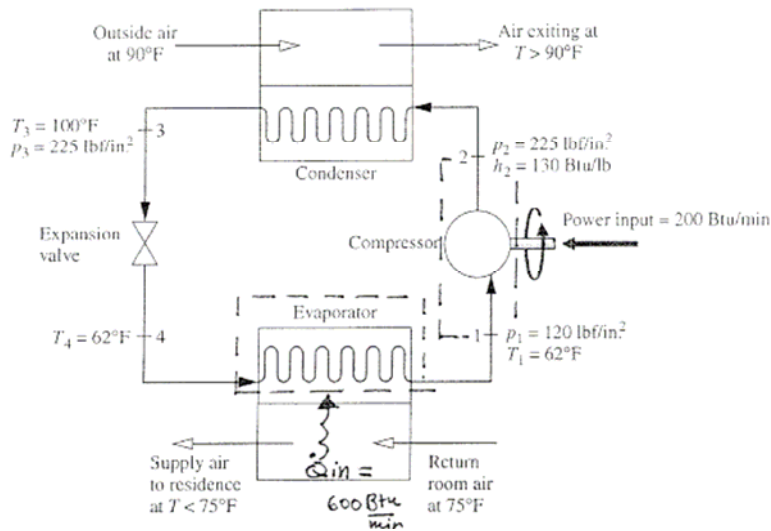 Outside air
at 90°F
Air exiting at
T > 90°F
T₃ = 100°F
p₃ = 225 lbf/in.²
3
Condenser
2
p₂ = 225 lbf/in.²
h₂ = 130 Btu/lb
Expansion
valve
Compressor
Power input = 200 Btu/min
T₄ = 62°F
4
Evaporator
1
p₁ = 120 lbf/in.²
T₁ = 62°F
Supply air
to residence
at T < 75°F
Q̇in =
600 Btu
min
Return
room air
at 75°F